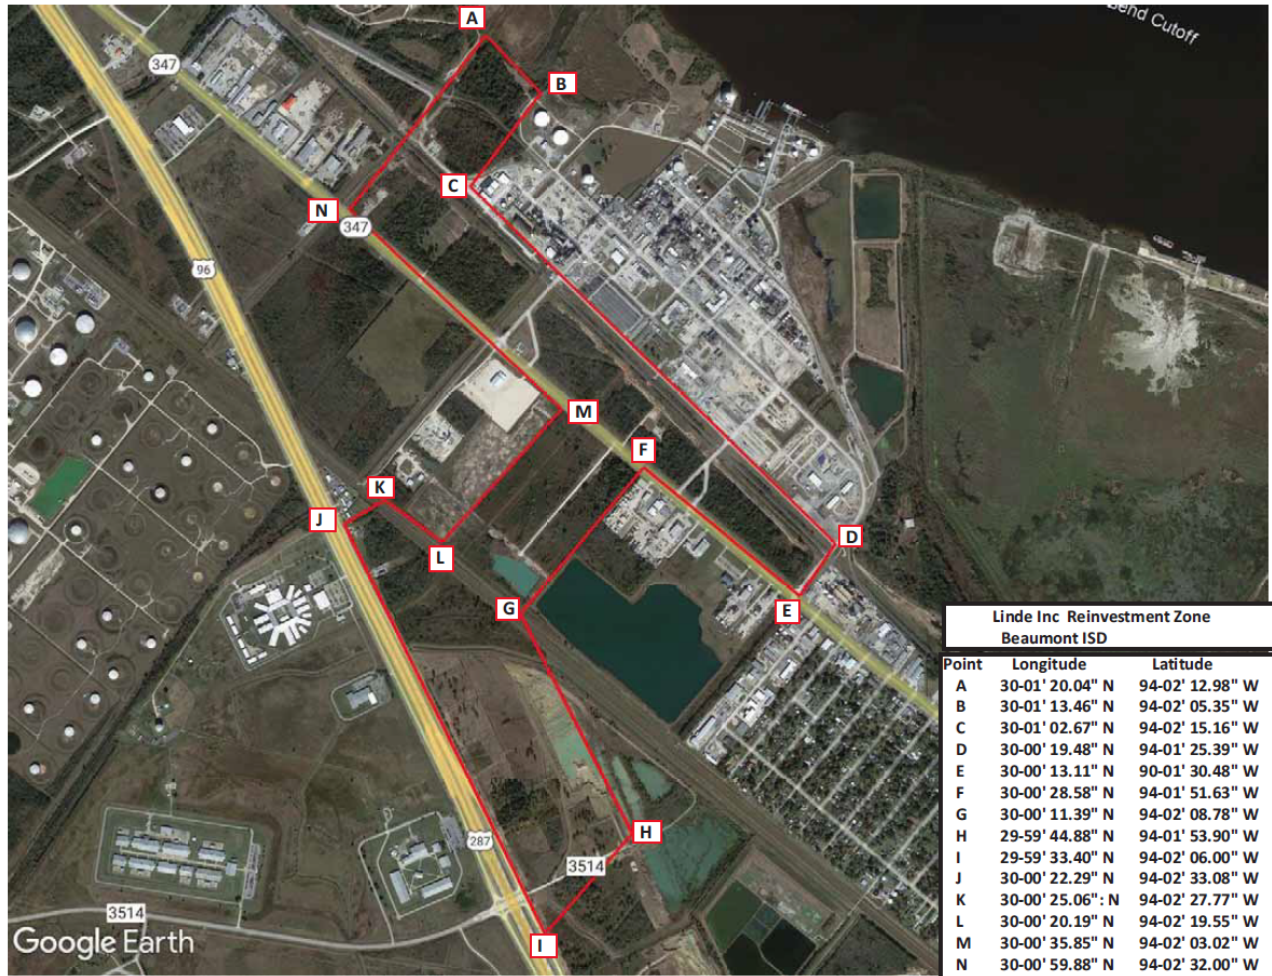 Bend Cutoff
A
347
B
C
N
347
96
M
F
K
J
L
D
G
E
Linde Inc Reinvestment Zone
Beaumont ISD
Point Longitude Latitude
A 30-01' 20.04" N 94-02' 12.98" W
B 30-01' 13.46" N 94-02' 05.35" W
C 30-01' 02.67" N 94-02' 15.16" W
D 30-00' 19.48" N 94-01' 25.39" W
E 30-00' 13.11" N 90-01' 30.48" W
F 30-00' 28.58" N 94-01' 51.63" W
G 30-00' 11.39" N 94-02' 08.78" W
H 29-59' 44.88" N 94-01' 53.90" W
I 29-59' 33.40" N 94-02' 06.00" W
J 30-00' 22.29" N 94-02' 33.08" W
K 30-00' 25.06" : N 94-02' 27.77" W
L 30-00' 20.19" N 94-02' 19.55" W
M 30-00' 35.85" N 94-02' 03.02" W
N 30-00' 59.88" N 94-02' 32.00" W
H
287
3514
3514
I
Google Earth